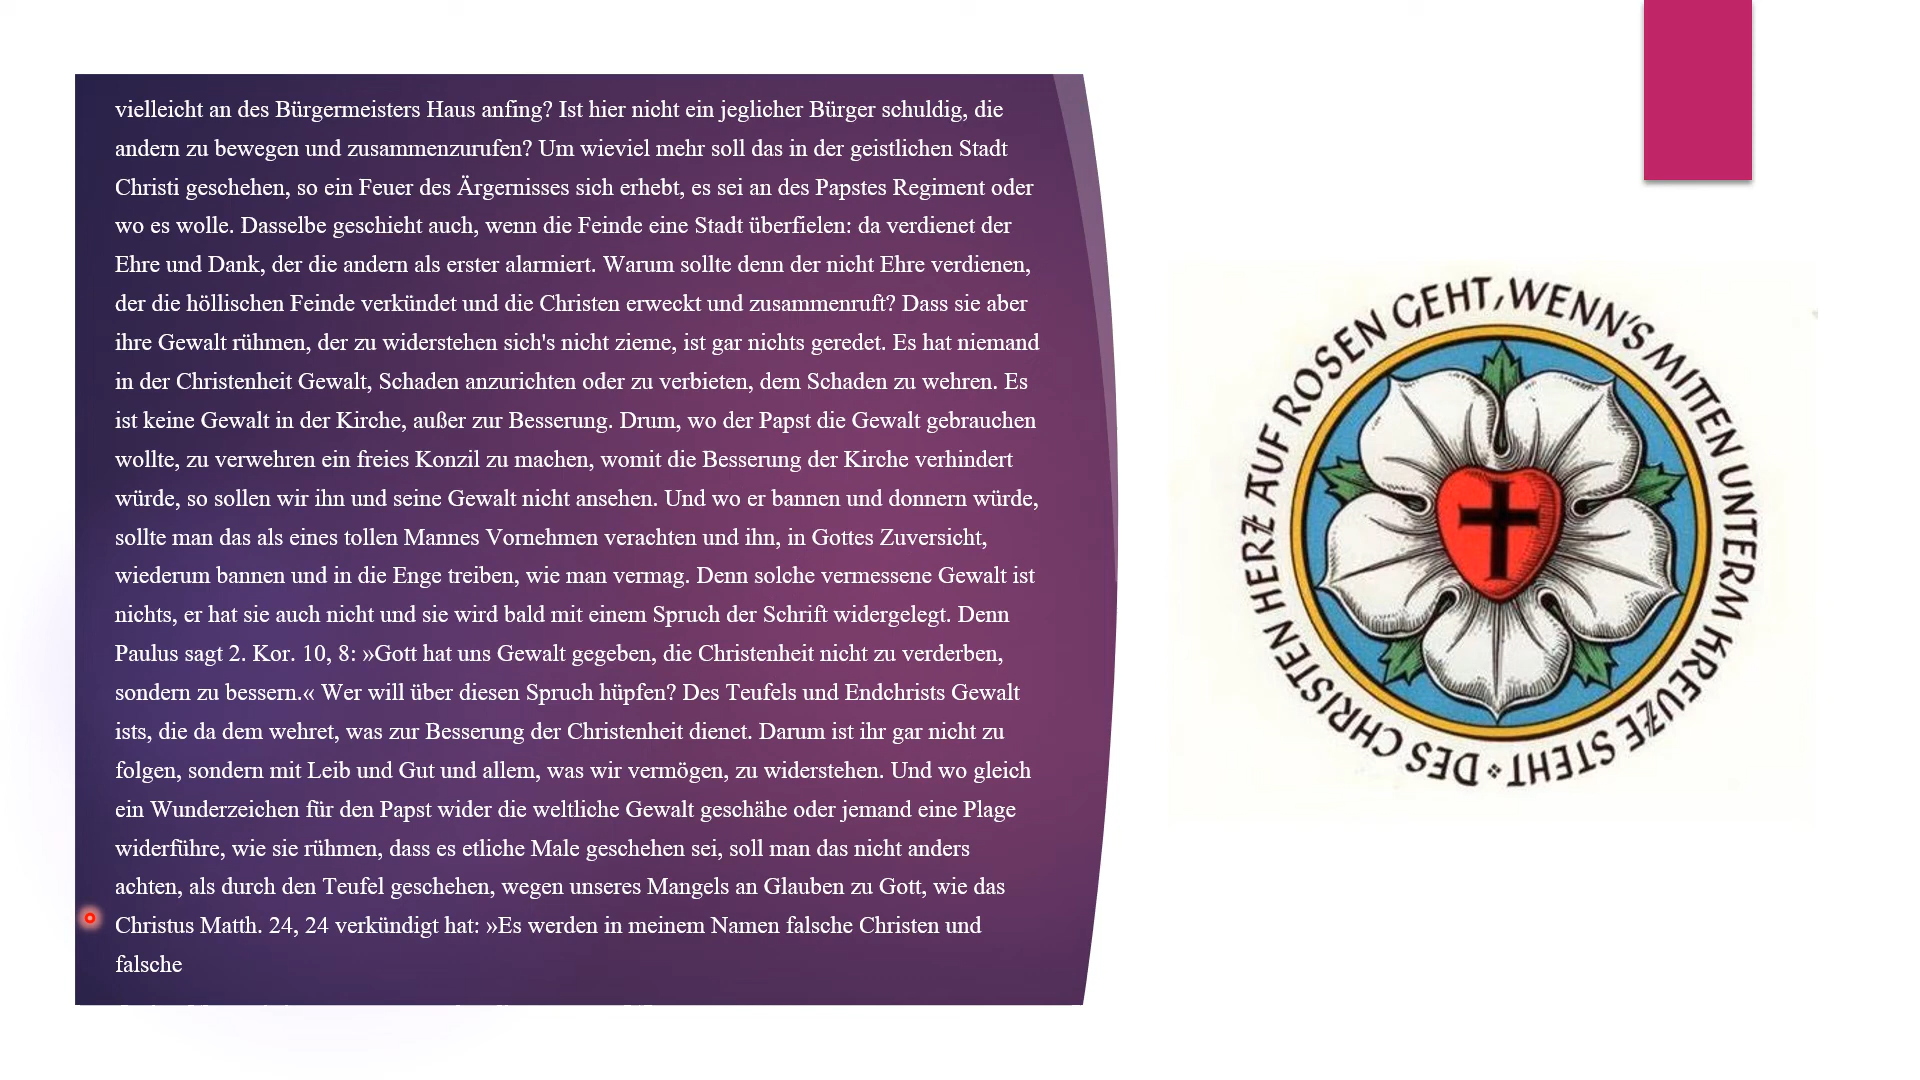 vielleicht an des Bürgermeisters Haus anfing? Ist hier nicht ein jeglicher Bürger schuldig, die
andern zu bewegen und zusammenzurufen? Um wieviel mehr soll das in der geistlichen Stadt
Christi geschehen, so ein Feuer des Ärgernisses sich erhebt, es sei an des Papstes Regiment oder
wo es wolle. Dasselbe geschieht auch, wenn die Feinde eine Stadt überfielen: da verdienet der
Ehre und Dank, der die andern als erster alarmiert. Warum sollte denn der nicht Ehre verdienen,
der die höllischen Feinde verkündet und die Christen erweckt und zusammenruft? Dass sie aber
ihre Gewalt rühmen, der zu widerstehen sich's nicht zieme, ist gar nichts geredet. Es hat niemand
in der Christenheit Gewalt, Schaden anzurichten oder zu verbieten, dem Schaden zu wehren. Es
ist keine Gewalt in der Kirche, außer zur Besserung. Drum, wo der Papst die Gewalt gebrauchen
wollte, zu verwehren ein freies Konzil zu machen, womit die Besserung der Kirche verhindert
würde, so sollen wir ihn und seine Gewalt nicht ansehen. Und wo er bannen und donnern würde,
sollte man das als eines tollen Mannes Vornehmen verachten und ihn, in Gottes Zuversicht,
wiederum bannen und in die Enge treiben, wie man vermag. Denn solche vermessene Gewalt ist
nichts, er hat sie auch nicht und sie wird bald mit einem Spruch der Schrift widergelegt. Denn
Paulus sagt 2. Kor. 10, 8: »Gott hat uns Gewalt gegeben, die Christenheit nicht zu verderben,
sondern zu bessern.« Wer will über diesen Spruch hüpfen? Des Teufels und Endchrists Gewalt
ists, die da dem wehret, was zur Besserung der Christenheit dienet. Darum ist ihr gar nicht zu
folgen, sondern mit Leib und Gut und allem, was wir vermögen, zu widerstehen. Und wo gleich
ein Wunderzeichen für den Papst wider die weltliche Gewalt geschähe oder jemand eine Plage
widerführe, wie sie rühmen, dass es etliche Male geschehen sei, soll man das nicht anders
achten, als durch den Teufel geschehen, wegen unseres Mangels an Glauben zu Gott, wie das
Christus Matth. 24, 24 verkündigt hat: »Es werden in meinem Namen falsche Christen und
falsche
DES CHRISTEN HERZ AUF ROSEN GEHT, WENN'S MITTEN UNTERM KREUZE STEHT